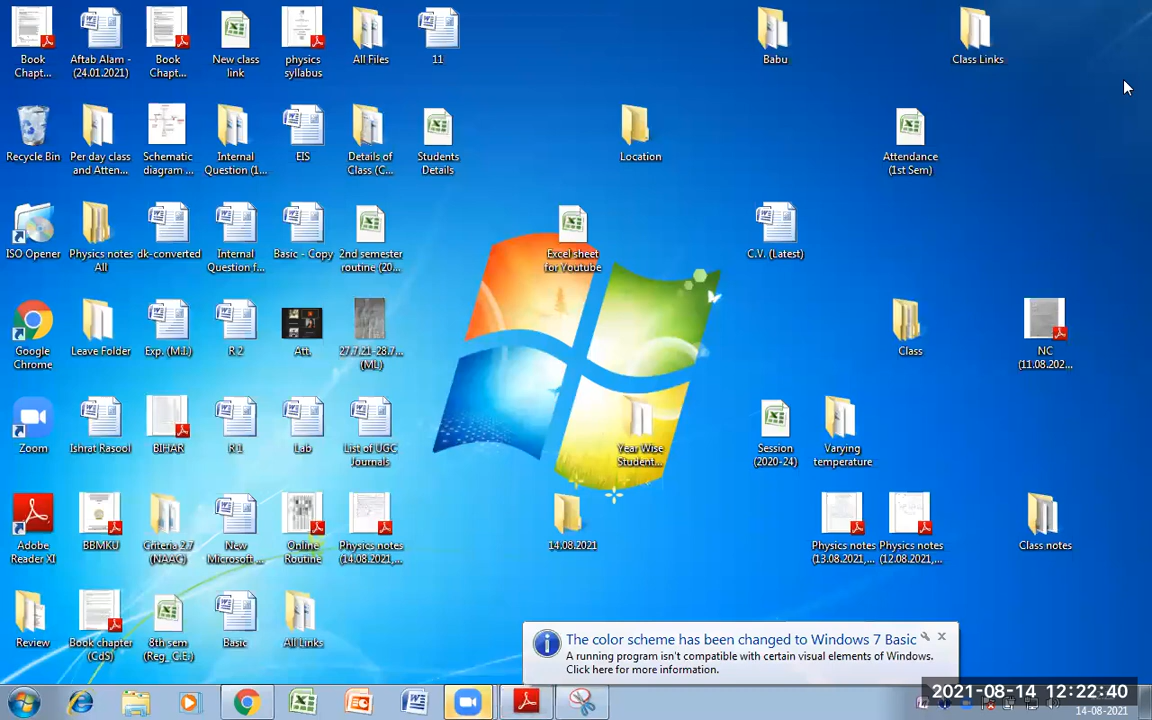 Book
Chapt...
Aftab Alam -
(24.01.2021)
Book
Chapt...
New class
link
physics
syllabus
All Files
11
Babu
Class Links
Recycle Bin
Per day class
and Atten...
Schematic
diagram ...
Internal
Question (1...
EIS
Details of
Class (C...
Students
Details
Location
Attendance
(1st Sem)
ISO Opener
Physics notes
All
dk-converted
Internal
Question f...
Basic - Copy
2nd semester
routine (20...
Excel sheet
for Youtube
C.V. (Latest)
Google
Chrome
Leave Folder
Exp. (M.I.)
R 2
Att.
27.7.21-28.7...
(ML)
Class
NC
(11.08.202...
Zoom
Ishrat Rasool
BIHAR
R 1
Lab
List of UGC
Journals
Year Wise
Student...
Session
(2020-24)
Varying
temperature
Adobe
Reader XI
BBMKU
Criteria 2.7
(NAAC)
New
Microsoft ...
Online
Routine
Physics notes
(14.08.2021,...
14.08.2021
Physics notes
(13.08.2021,...
Physics notes
(12.08.2021,...
Class notes
Review
Book chapter
(CdS)
8th sem
(Reg_C.E.)
Basic
All Links
The color scheme has been changed to Windows 7 Basic
A running program isn't compatible with certain visual elements of Windows.
Click here for more information.
2021-08-14 12:22:40
14-08-2021